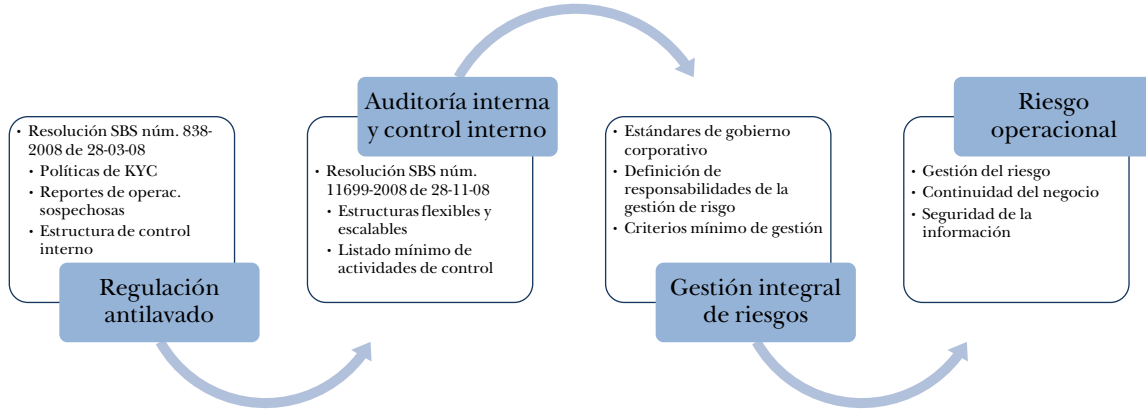 • Resolución SBS núm. 838-
2008 de 28-03-08
• Políticas de KYC
• Reportes de operac.
sospechosas
• Estructura de control
interno
Regulación
antilavado
Auditoría interna
y control interno
• Resolución SBS núm.
11699-2008 de 28-11-08
• Estructuras flexibles y
escalables
• Listado mínimo de
actividades de control
• Estándares de gobierno
corporativo
• Definición de
responsabilidades de la
gestión de risgo
• Criterios mínimo de gestión
Gestión integral
de riesgos
Riesgo
operacional
• Gestión del riesgo
• Continuidad del negocio
• Seguridad de la
información